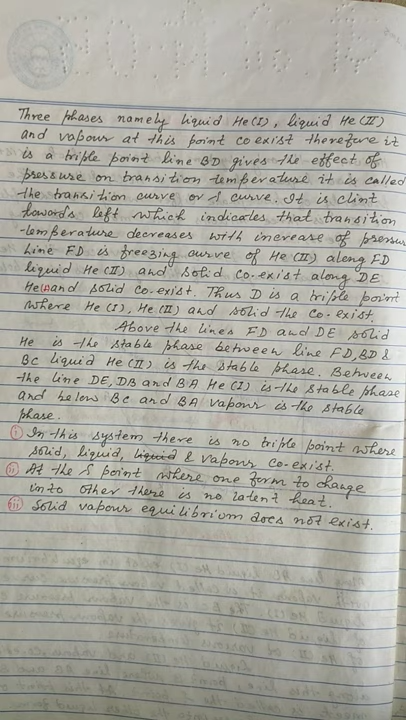 Three phases namely liquid He(I), liquid He(II)
and vapour at this point co exist therefore it
is a triple point line BD gives the effect of
pressure on transition temperature it is called
the transition curve or λ curve. It is clint
towards left which indicates that transition
temperature decreases with increase of pressur
Line FD is freezing curve of He(II) along FD
liquid He(II) and solid co-exist along DE
He(I) and solid co-exist. Thus D is a triple point
where He(I), He(II) and solid the co-exist.
Above the lines FD and DE solid
He is the stable phase between line FD, BD &
BC liquid He(II) is the stable phase. Between
the line DE, DB and BA He(I) is the stable phase
and below BC and BA vapour is the stable
phase.
(i) In this system there is no triple point where
solid, liquid, liquid & vapour co-exist.
(ii) At the λ point where one form to change
into other there is no latent heat.
(iii) Solid vapour equilibrium does not exist.